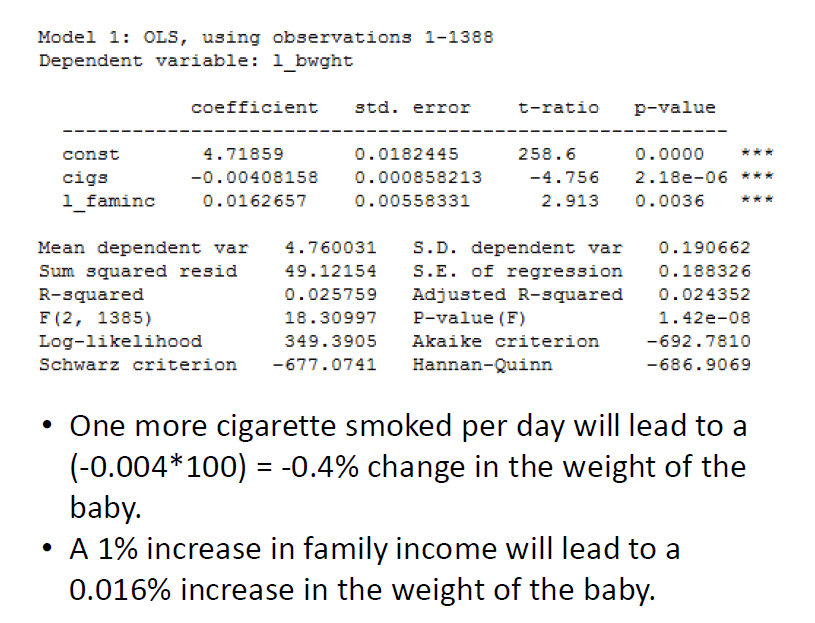 Model 1: OLS, using observations 1-1388
Dependent variable: l_bwght
coefficient std. error t-ratio p-value
----------------------------------------------------------
const 4.71859 0.0182445 258.6 0.0000 ***
cigs -0.00408158 0.000858213 -4.756 2.18e-06 ***
l_faminc 0.0162657 0.00558331 2.913 0.0036 ***
Mean dependent var 4.760031 S.D. dependent var 0.190662
Sum squared resid 49.12154 S.E. of regression 0.188326
R-squared 0.025759 Adjusted R-squared 0.024352
F(2, 1385) 18.30997 P-value(F) 1.42e-08
Log-likelihood 349.3905 Akaike criterion -692.7810
Schwarz criterion -677.0741 Hannan-Quinn -686.9069
• One more cigarette smoked per day will lead to a
(-0.004*100) = -0.4% change in the weight of the
baby.
• A 1% increase in family income will lead to a
0.016% increase in the weight of the baby.